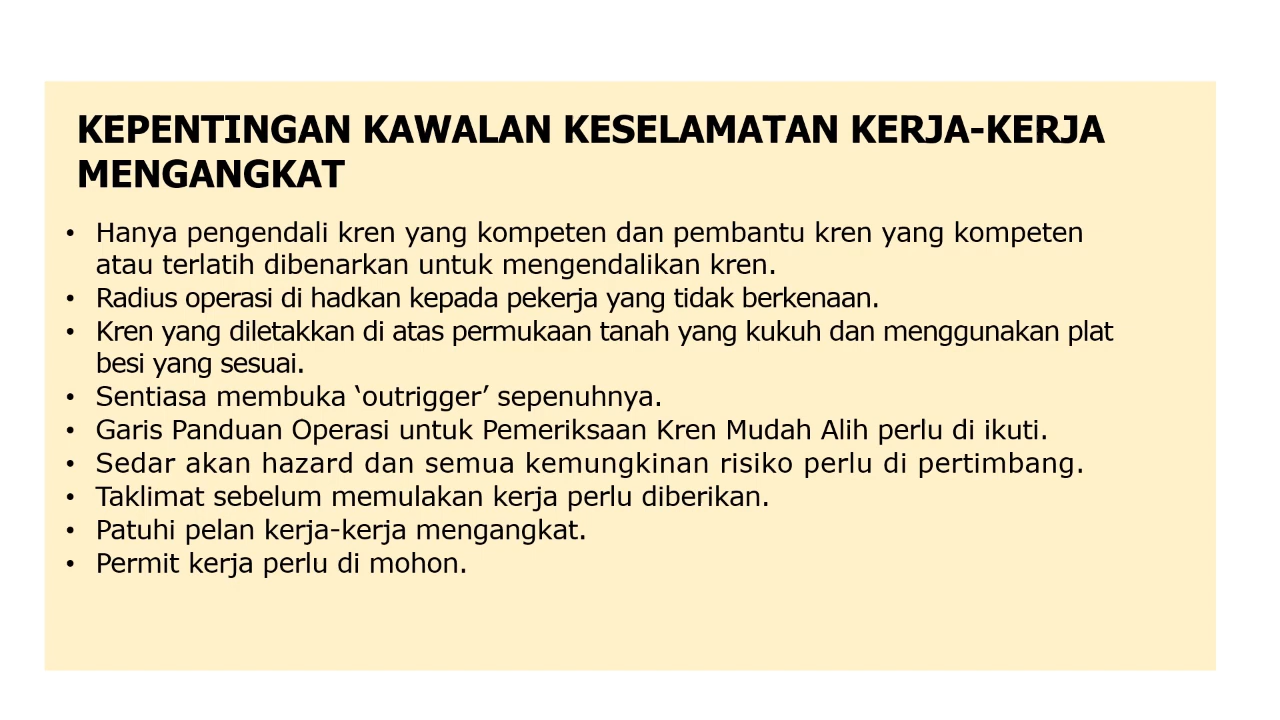 KEPENTINGAN KAWALAN KESELAMATAN KERJA-KERJA
MENGANGKAT
• Hanya pengendali kren yang kompeten dan pembantu kren yang kompeten
atau terlatih dibenarkan untuk mengendalikan kren.
• Radius operasi di hadkan kepada pekerja yang tidak berkenaan.
• Kren yang diletakkan di atas permukaan tanah yang kukuh dan menggunakan plat
besi yang sesuai.
• Sentiasa membuka ‘outrigger’ sepenuhnya.
• Garis Panduan Operasi untuk Pemeriksaan Kren Mudah Alih perlu di ikuti.
• Sedar akan hazard dan semua kemungkinan risiko perlu di pertimbang.
• Taklimat sebelum memulakan kerja perlu diberikan.
• Patuhi pelan kerja-kerja mengangkat.
• Permit kerja perlu di mohon.